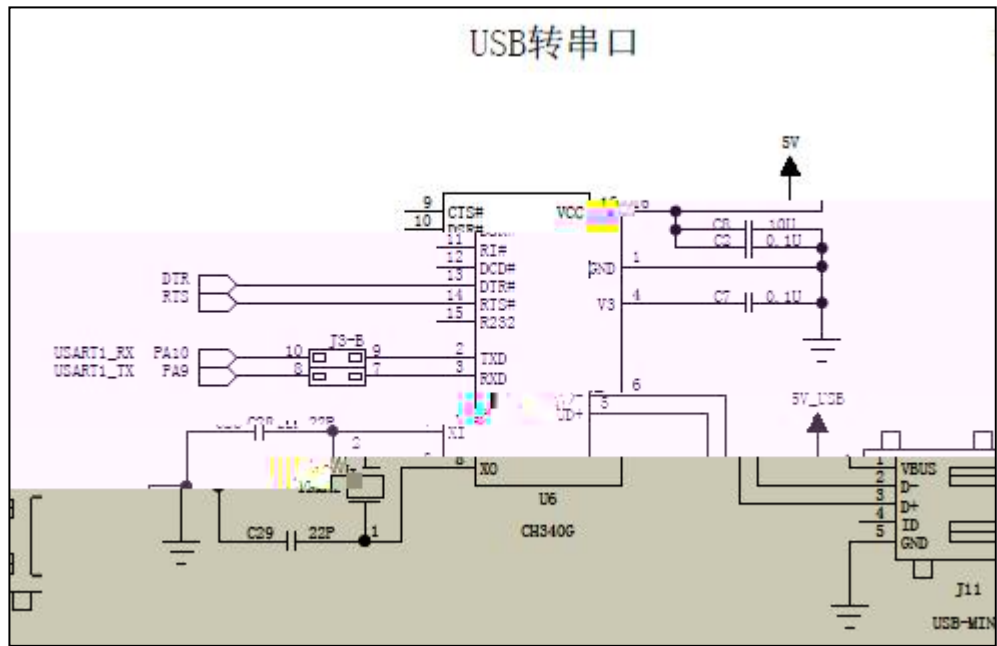 USB转串口
5V
9 CTS# VCC
10 DSR#
11 RI#
12 DCD#
13 DTR#
14 RTS#
15 R232
DTR
RTS
C2 0.1U
GND 1
V3 4 C7 0.1U
J3-B
USART1_RX PA10 10 9 2 TXD
USART1_TX PA9 8 7 3 RXD
6
UD+ 5
5V_USB
22P
XI
2
8 XO
U6
CH340G
C29 22P 1
1 VBUS
2 D-
3 D+
4 ID
5 GND
J11
USB-MIN